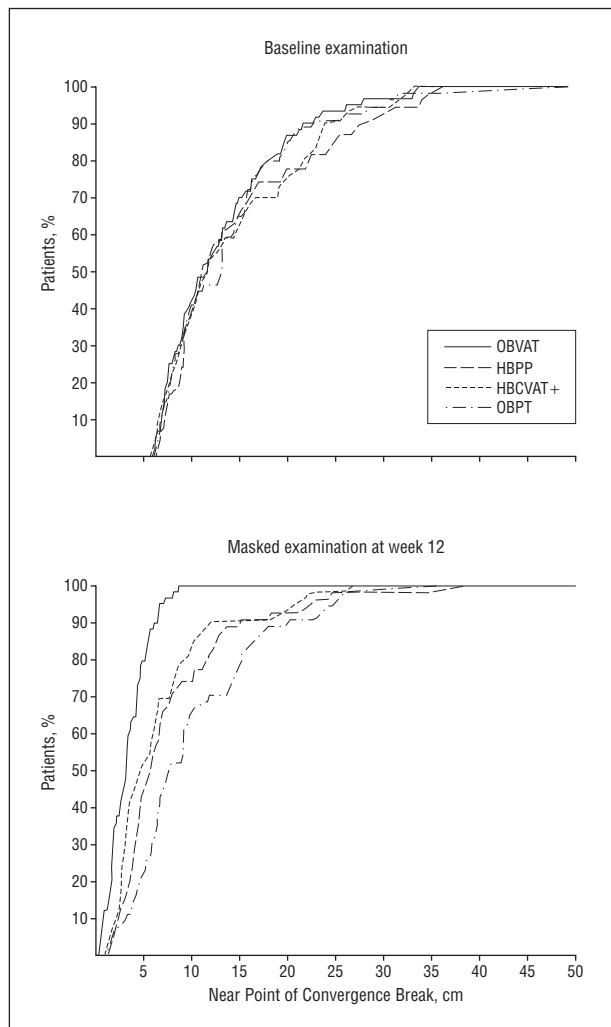 Baseline examination
100
90
80
70
60
50
40
30
20
10
Patients, %
OBVAT
HBPP
HBCVAT+
OBPT
Masked examination at week 12
100
90
80
70
60
50
40
30
20
10
Patients, %
5 10 15 20 25 30 35 40 45 50
Near Point of Convergence Break, cm